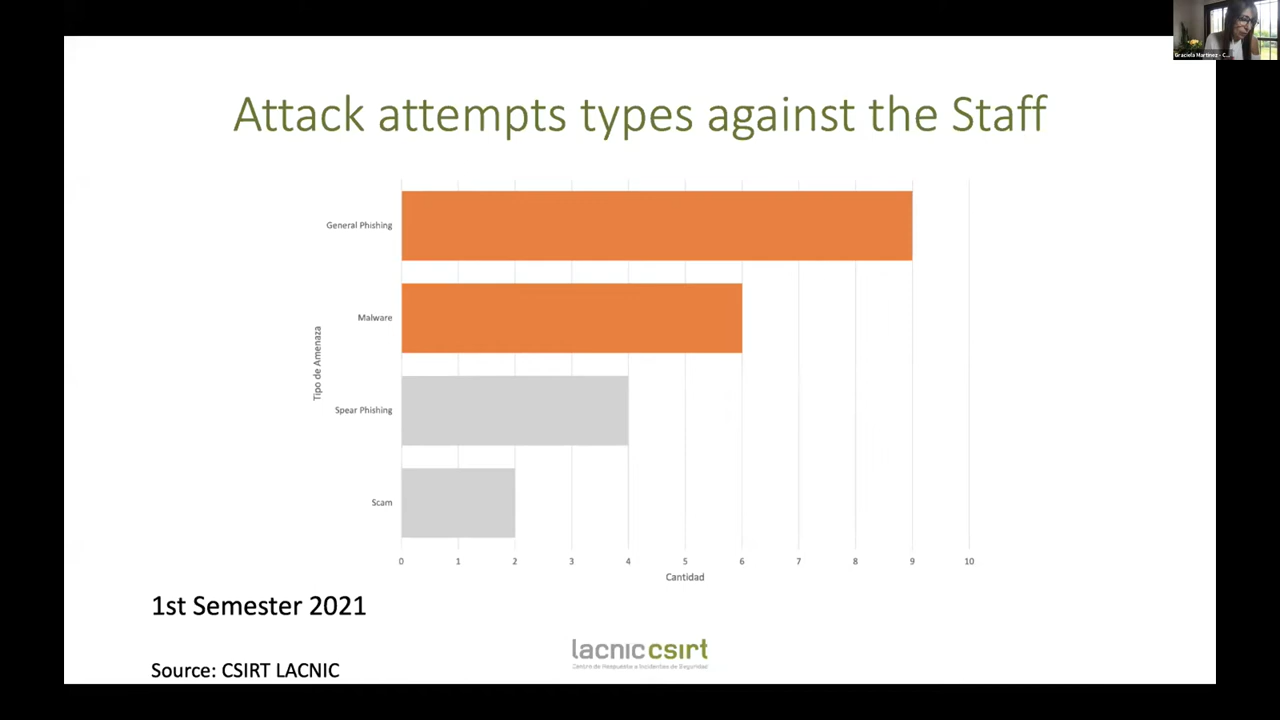 Graciela Martinez - C...
Attack attempts types against the Staff
General Phishing
Malware
Tipo de Amenaza
Spear Phishing
Scam
0 1 2 3 4 5 6 7 8 9 10
Cantidad
1st Semester 2021
lacnic csirt
Centro de Respuesta a Incidentes de Seguridad
Source: CSIRT LACNIC